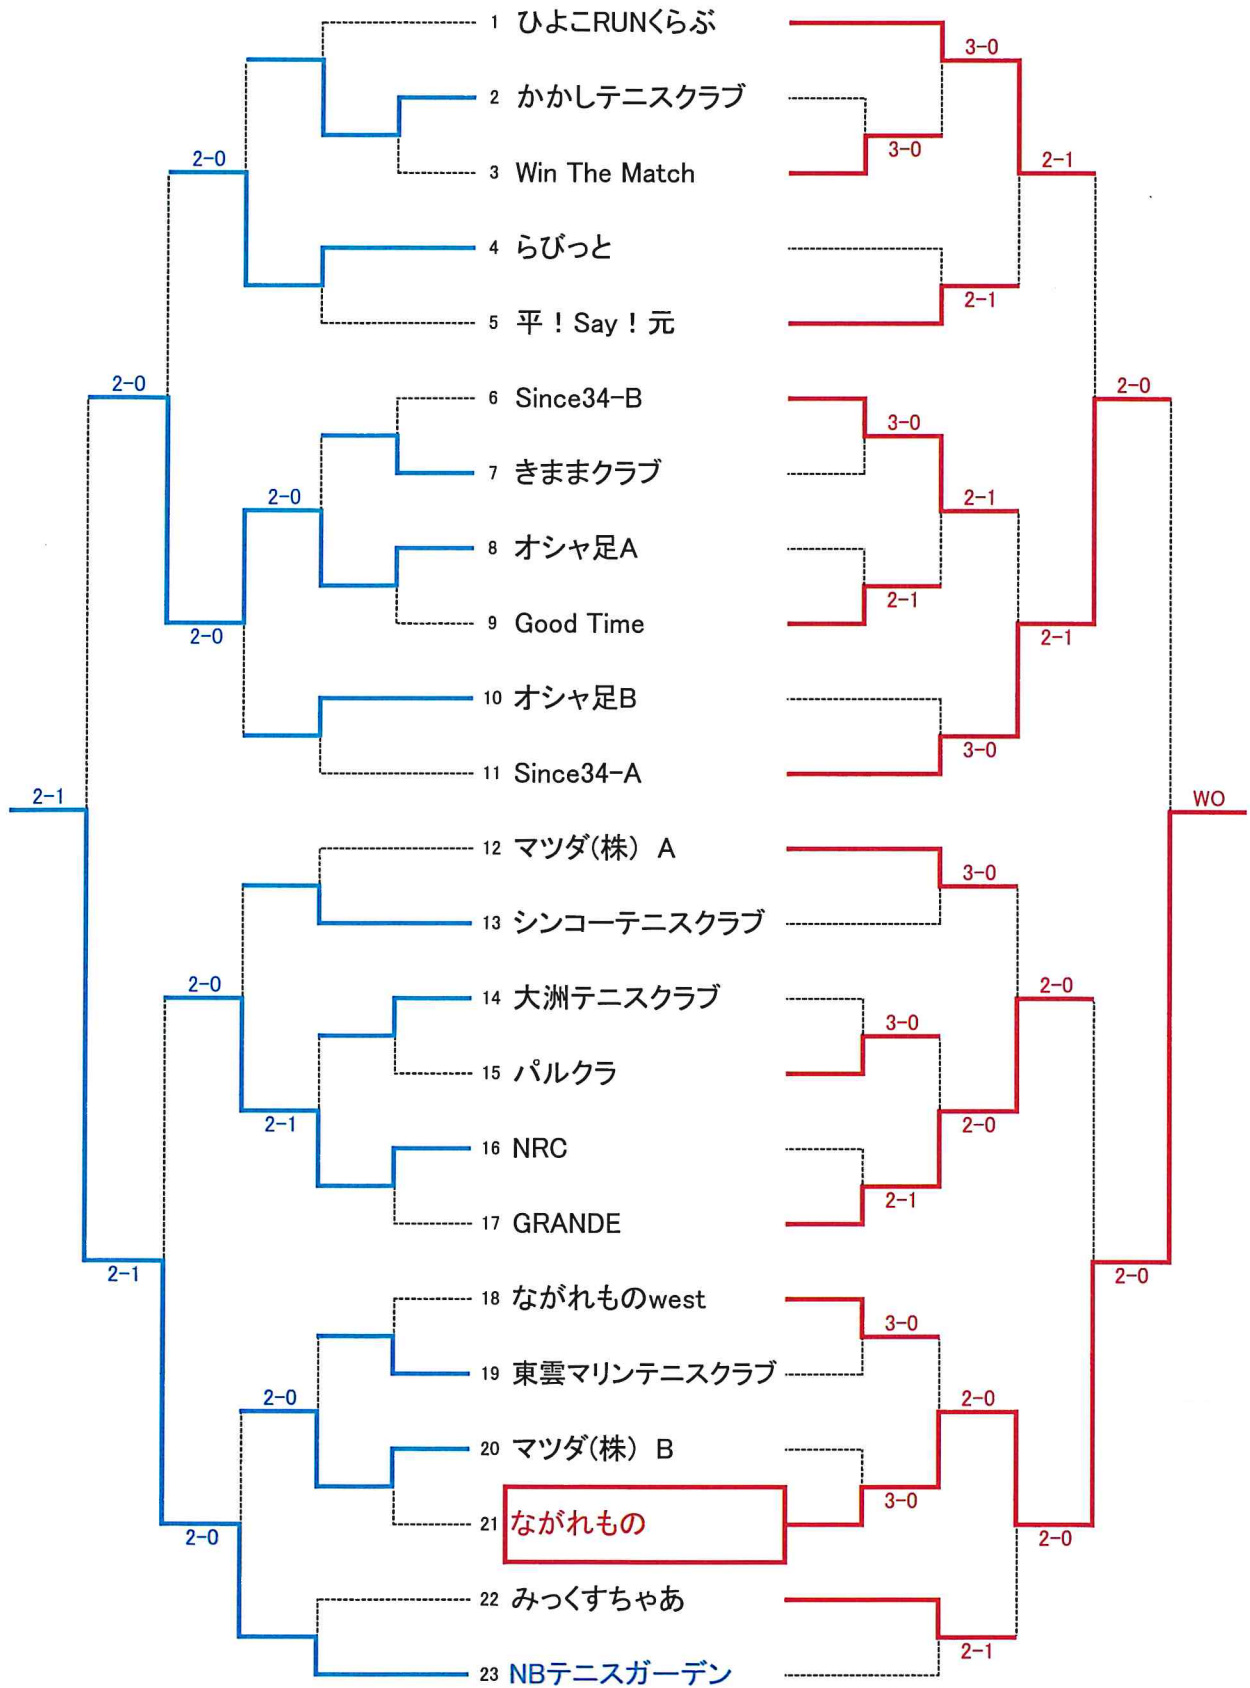 1 ひよこRUNくらぶ
3-0
2 かかしテニスクラブ
3-0
2-0
2-1
3 Win The Match
4 らびっと
2-1
5 平！Say！元
2-0
2-0
6 Since34-B
3-0
7 きままクラブ
2-0
2-1
8 オシャ足A
2-1
9 Good Time
2-0
2-1
10 オシャ足B
3-0
11 Since34-A
2-1
WO
12 マツダ(株) A
3-0
13 シンコーテニスクラブ
2-0
2-0
14 大洲テニスクラブ
3-0
15 パルクラ
2-1
2-0
16 NRC
2-1
17 GRANDE
2-1
2-0
18 ながれものwest
3-0
19 東雲マリンテニスクラブ
2-0
2-0
20 マツダ(株) B
3-0
21 ながれもの
2-0
2-0
22 みっくすちゃあ
2-1
23 NBテニスガーデン